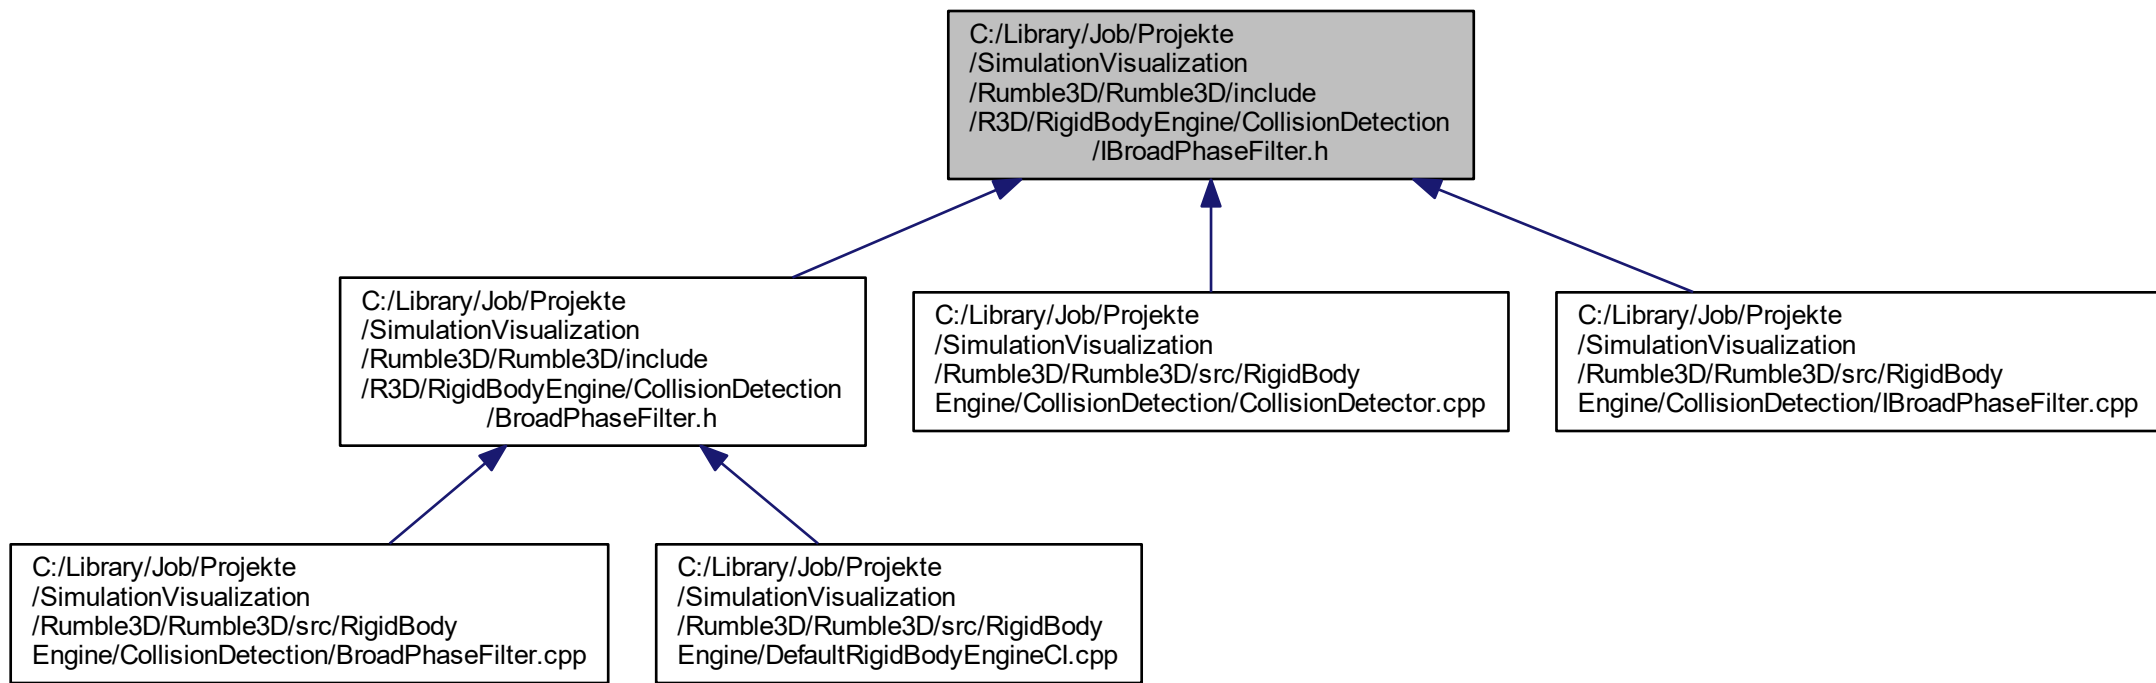 C:/Library/Job/Projekte
/SimulationVisualization
/Rumble3D/Rumble3D/include
/R3D/RigidBodyEngine/CollisionDetection
/IBroadPhaseFilter.h
C:/Library/Job/Projekte
/SimulationVisualization
/Rumble3D/Rumble3D/include
/R3D/RigidBodyEngine/CollisionDetection
/BroadPhaseFilter.h
C:/Library/Job/Projekte
/SimulationVisualization
/Rumble3D/Rumble3D/src/RigidBody
Engine/CollisionDetection/CollisionDetector.cpp
C:/Library/Job/Projekte
/SimulationVisualization
/Rumble3D/Rumble3D/src/RigidBody
Engine/CollisionDetection/IBroadPhaseFilter.cpp
C:/Library/Job/Projekte
/SimulationVisualization
/Rumble3D/Rumble3D/src/RigidBody
Engine/CollisionDetection/BroadPhaseFilter.cpp
C:/Library/Job/Projekte
/SimulationVisualization
/Rumble3D/Rumble3D/src/RigidBody
Engine/DefaultRigidBodyEngineCI.cpp